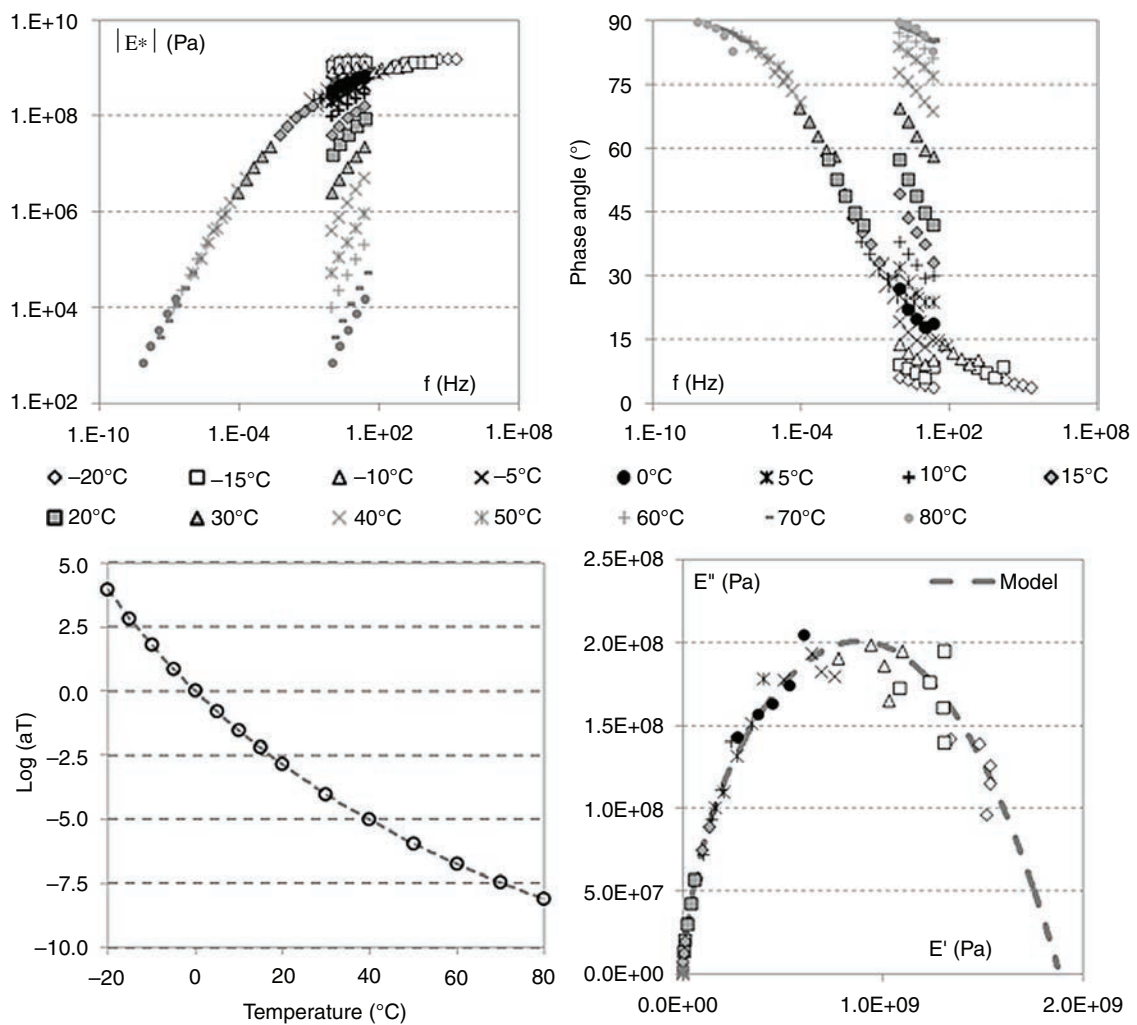 1.E+10
|E*| (Pa)
1.E+08
1.E+06
1.E+04
1.E+02
f (Hz)
1.E-10 1.E-04 1.E+02 1.E+08
90
75
60
45
30
15
0
Phase angle (°)
f (Hz)
1.E-10 1.E-04 1.E+02 1.E+08
–20°C –15°C –10°C –5°C 0°C 5°C 10°C 15°C
20°C 30°C 40°C 50°C 60°C 70°C 80°C
5.0
2.5
0.0
–2.5
–5.0
–7.5
–10.0
Log (aT)
–20 0 20 40 60 80
Temperature (°C)
2.5E+08
E" (Pa)
Model
2.0E+08
1.5E+08
1.0E+08
5.0E+07
0.0E+00
E' (Pa)
0.0E+00 1.0E+09 2.0E+09